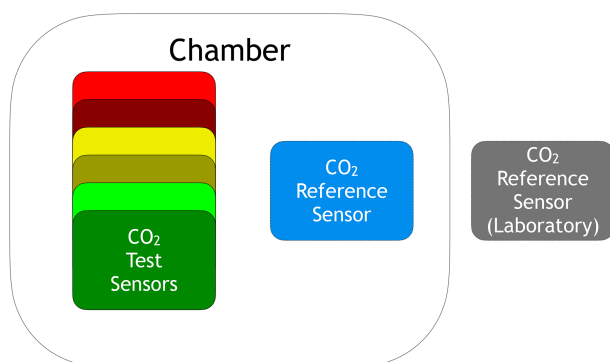 Chamber
CO₂
Test
Sensors
CO₂
Reference
Sensor
CO₂
Reference
Sensor
(Laboratory)